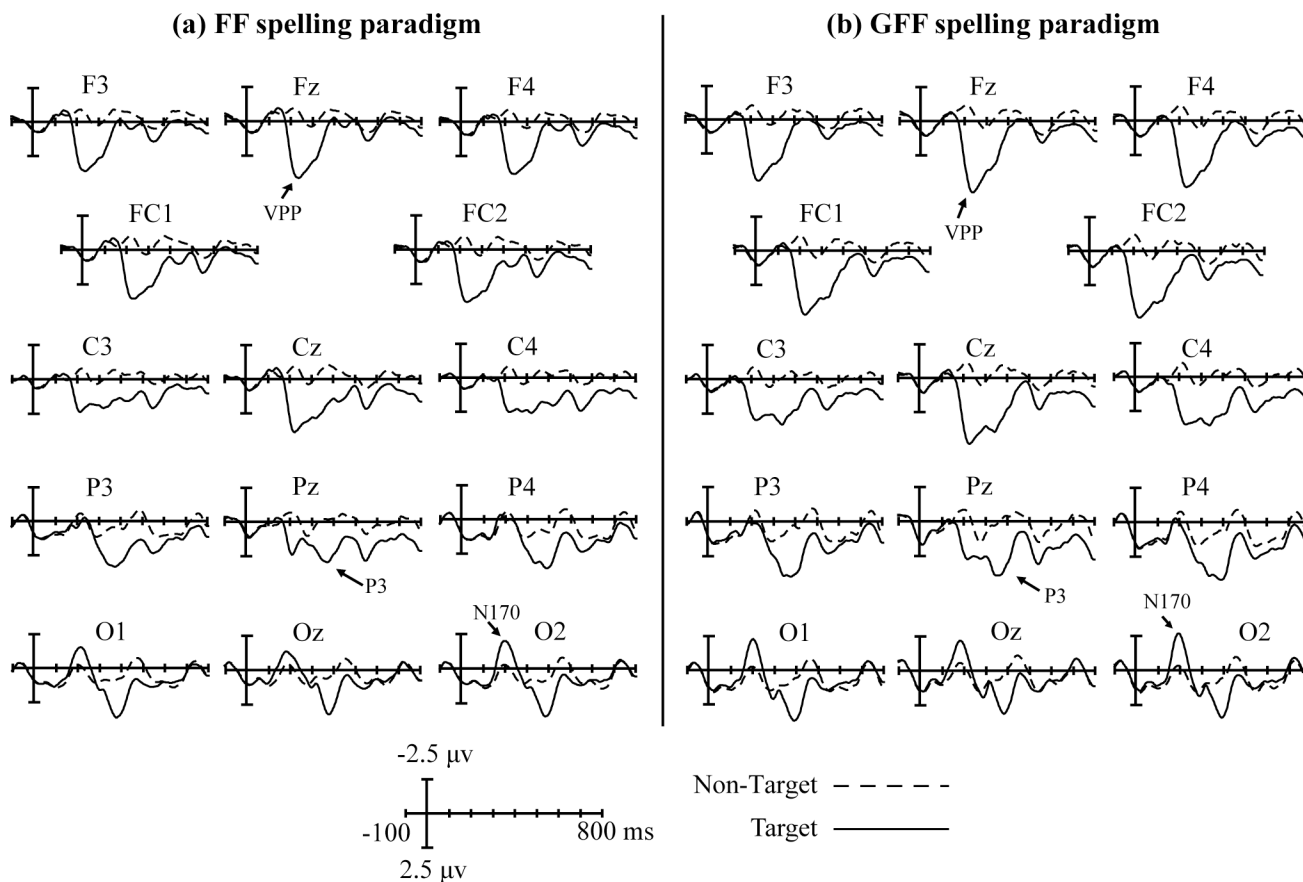 (a) FF spelling paradigm
(b) GFF spelling paradigm
F3 Fz F4
F3 Fz F4
VPP
VPP
FC1 FC2
FC1 FC2
C3 Cz C4
C3 Cz C4
P3 Pz P4
P3 Pz P4
P3
P3
N170
N170
O1 Oz O2
O1 Oz O2
-2.5 μv
-100 800 ms
2.5 μv
Non-Target
Target